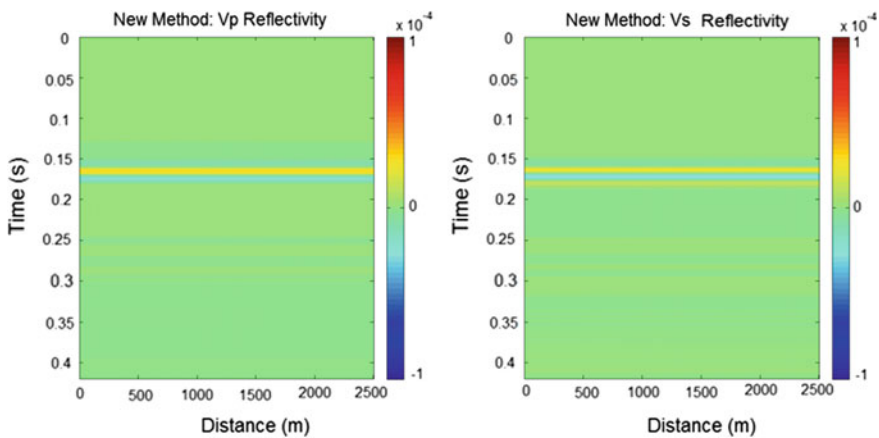 New Method: Vp Reflectivity
x 10-4
1
0
-1
0
0.05
0.1
0.15
0.2
0.25
0.3
0.35
0.4
Time (s)
0 500 1000 1500 2000 2500
Distance (m)
New Method: Vs Reflectivity
x 10-4
1
0
-1
0
0.05
0.1
0.15
0.2
0.25
0.3
0.35
0.4
Time (s)
0 500 1000 1500 2000 2500
Distance (m)